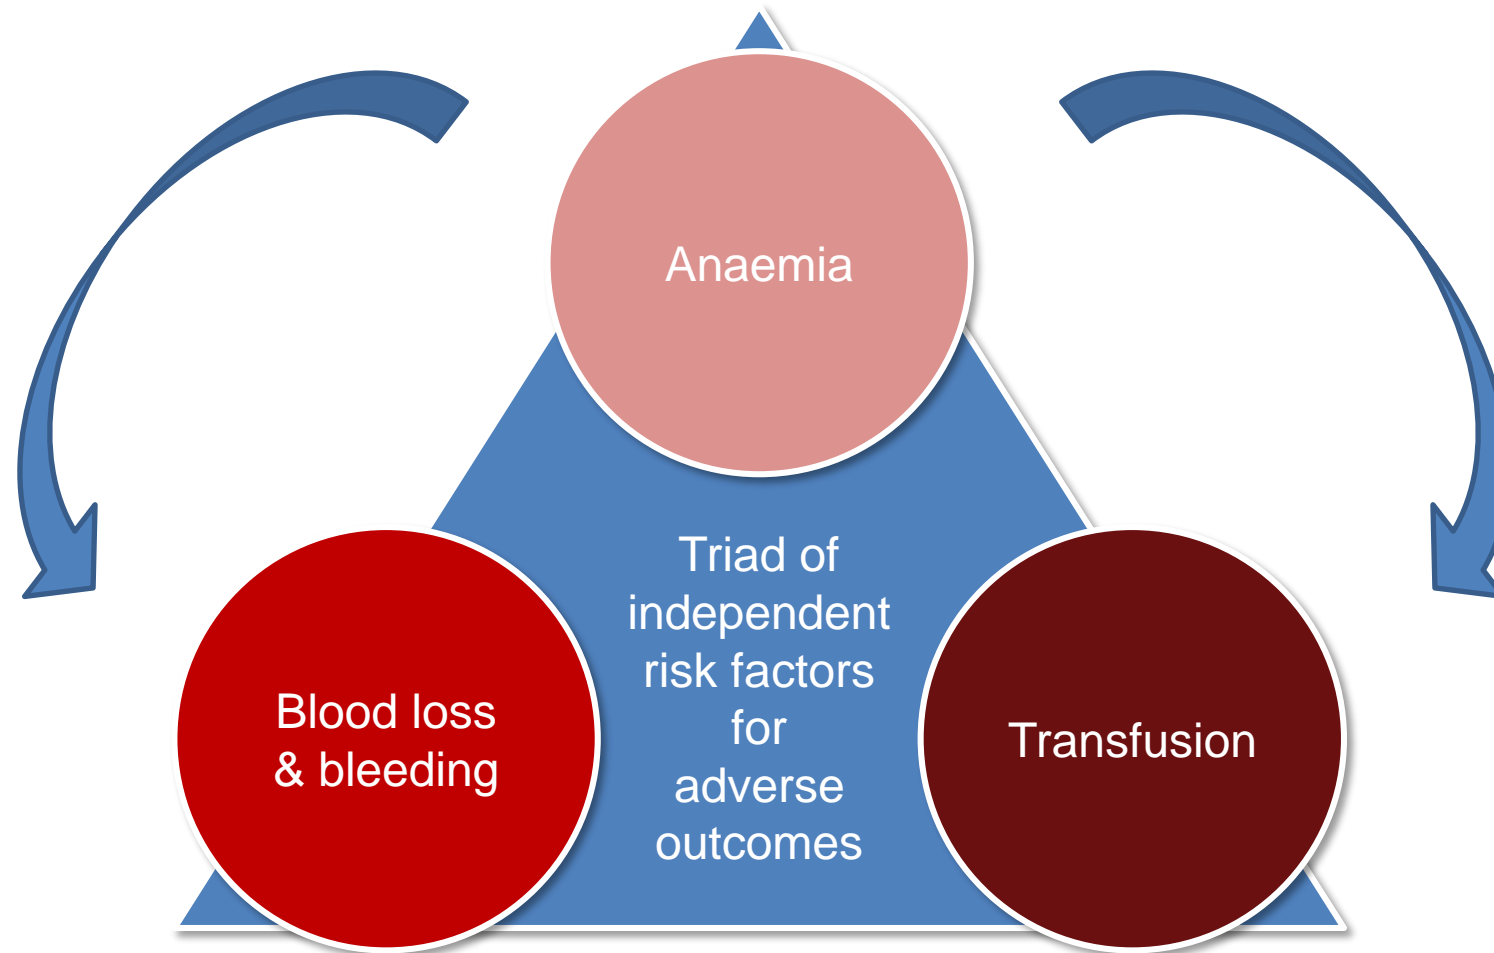 Anaemia
Triad of
independent
risk factors
for
adverse
outcomes
Blood loss
& bleeding
Transfusion